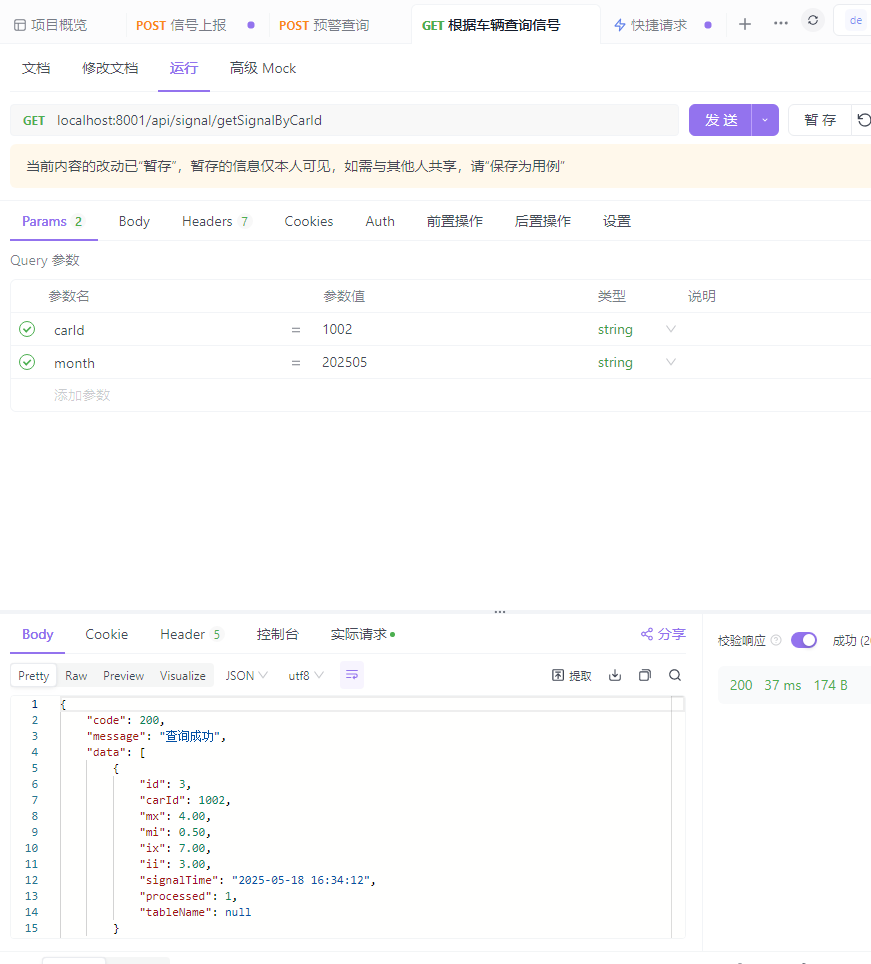 项目概览 POST 信号上报 POST 预警查询 GET 根据车辆查询信号 快捷请求 de
文档 修改文档 运行 高级 Mock
GET localhost:8001/api/signal/getSignalByCarId 发 送 暂 存
当前内容的改动已“暂存”，暂存的信息仅本人可见，如需与其他人共享，请“保存为用例”
Params 2 Body Headers 7 Cookies Auth 前置操作 后置操作 设置
Query 参数
参数名 参数值 类型 说明
carId = 1002 string
month = 202505 string
添加参数
Body Cookie Header 5 控制台 实际请求 分享
校验响应 成功 (20
Pretty Raw Preview Visualize JSON utf8 提取
200 37 ms 174 B
1 {
2 "code": 200,
3 "message": "查询成功",
4 "data": [
5 {
6 "id": 3,
7 "carId": 1002,
8 "mx": 4.00,
9 "mi": 0.50,
10 "ix": 7.00,
11 "ii": 3.00,
12 "signalTime": "2025-05-18 16:34:12",
13 "processed": 1,
14 "tableName": null
15 }